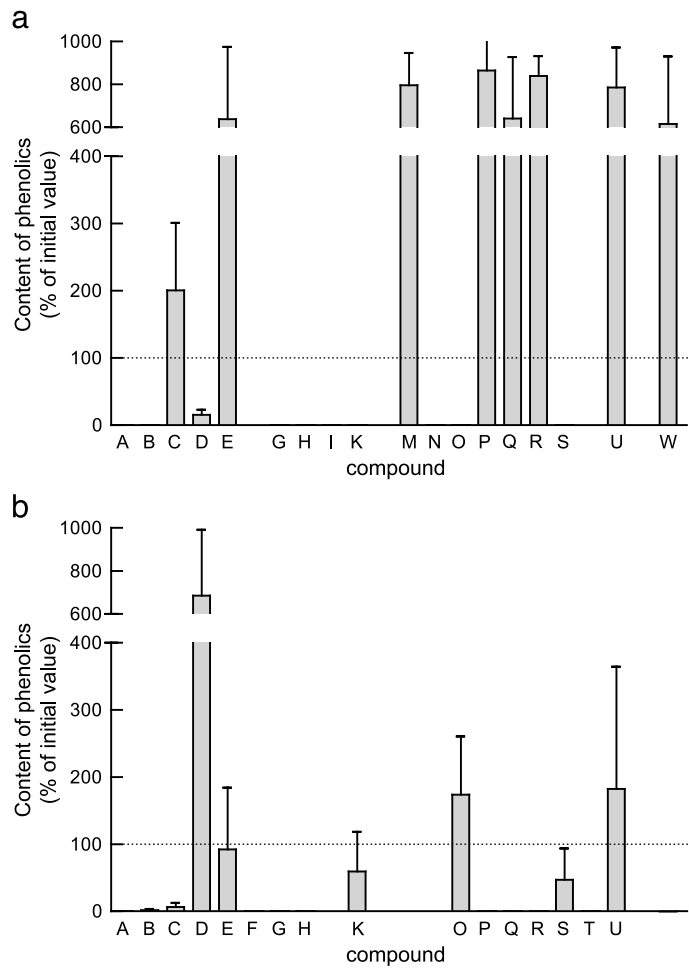 a
Content of phenolics
(% of initial value)
1000
800
600
400
300
200
100
0
A B C D E G H I K M N O P Q R S U W
compound
b
Content of phenolics
(% of initial value)
1000
800
600
400
300
200
100
0
A B C D E F G H K O P Q R S T U
compound